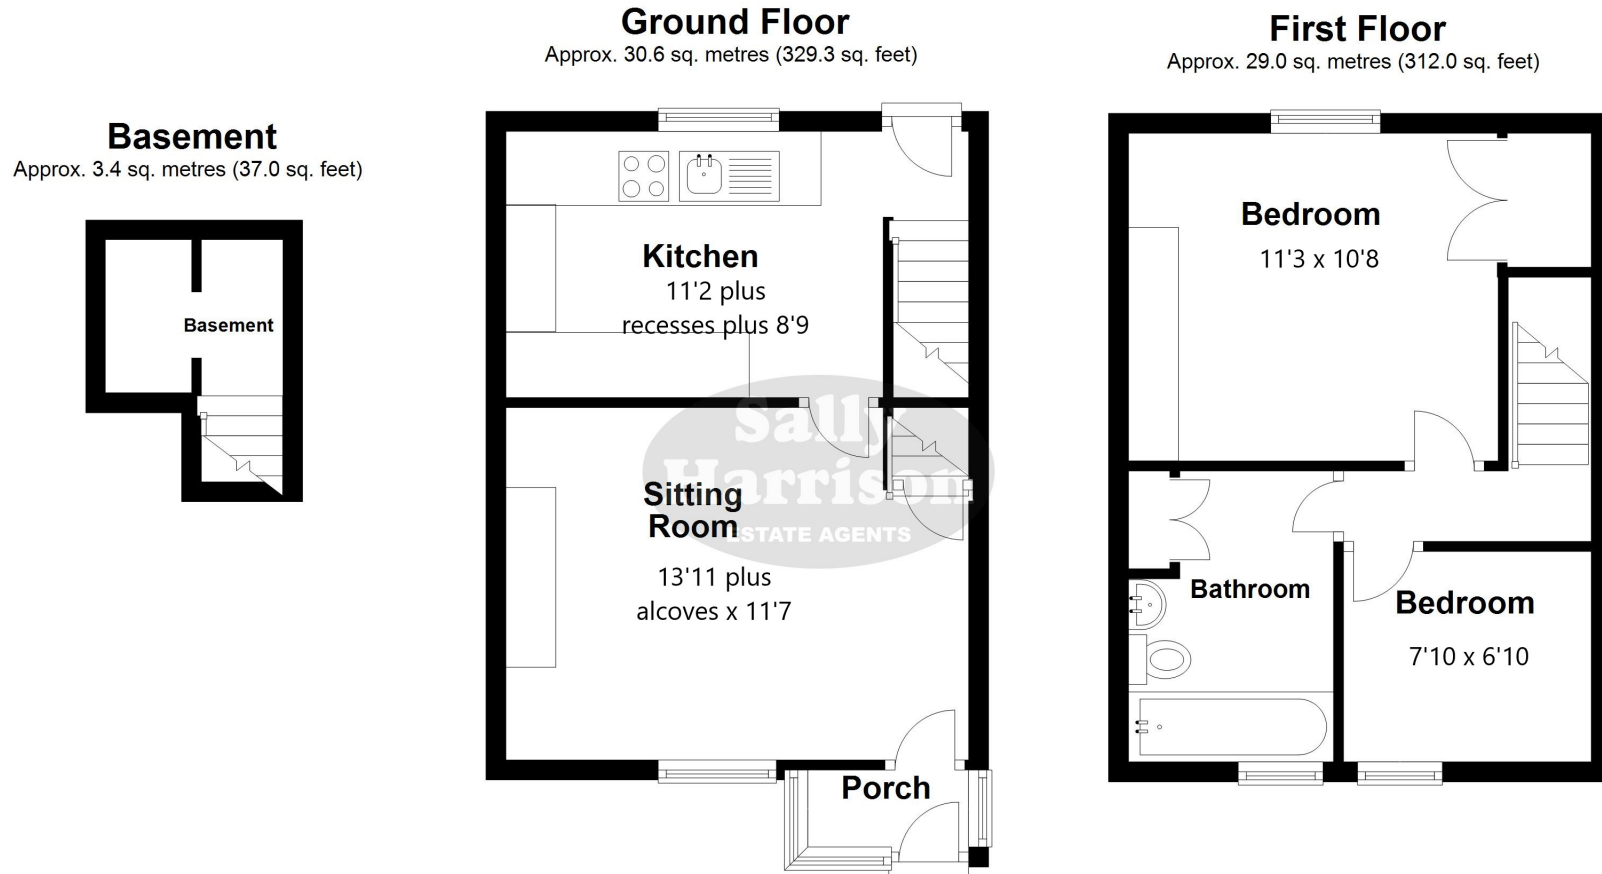 Ground Floor
Approx. 30.6 sq. metres (329.3 sq. feet)
First Floor
Approx. 29.0 sq. metres (312.0 sq. feet)
Basement
Approx. 3.4 sq. metres (37.0 sq. feet)
Basement
Kitchen
11'2 plus
recesses plus 8'9
Sally
Harrison
ESTATE AGENTS
Sitting
Room
13'11 plus
alcoves x 11'7
Porch
Bedroom
11'3 x 10'8
Bathroom
Bedroom
7'10 x 6'10